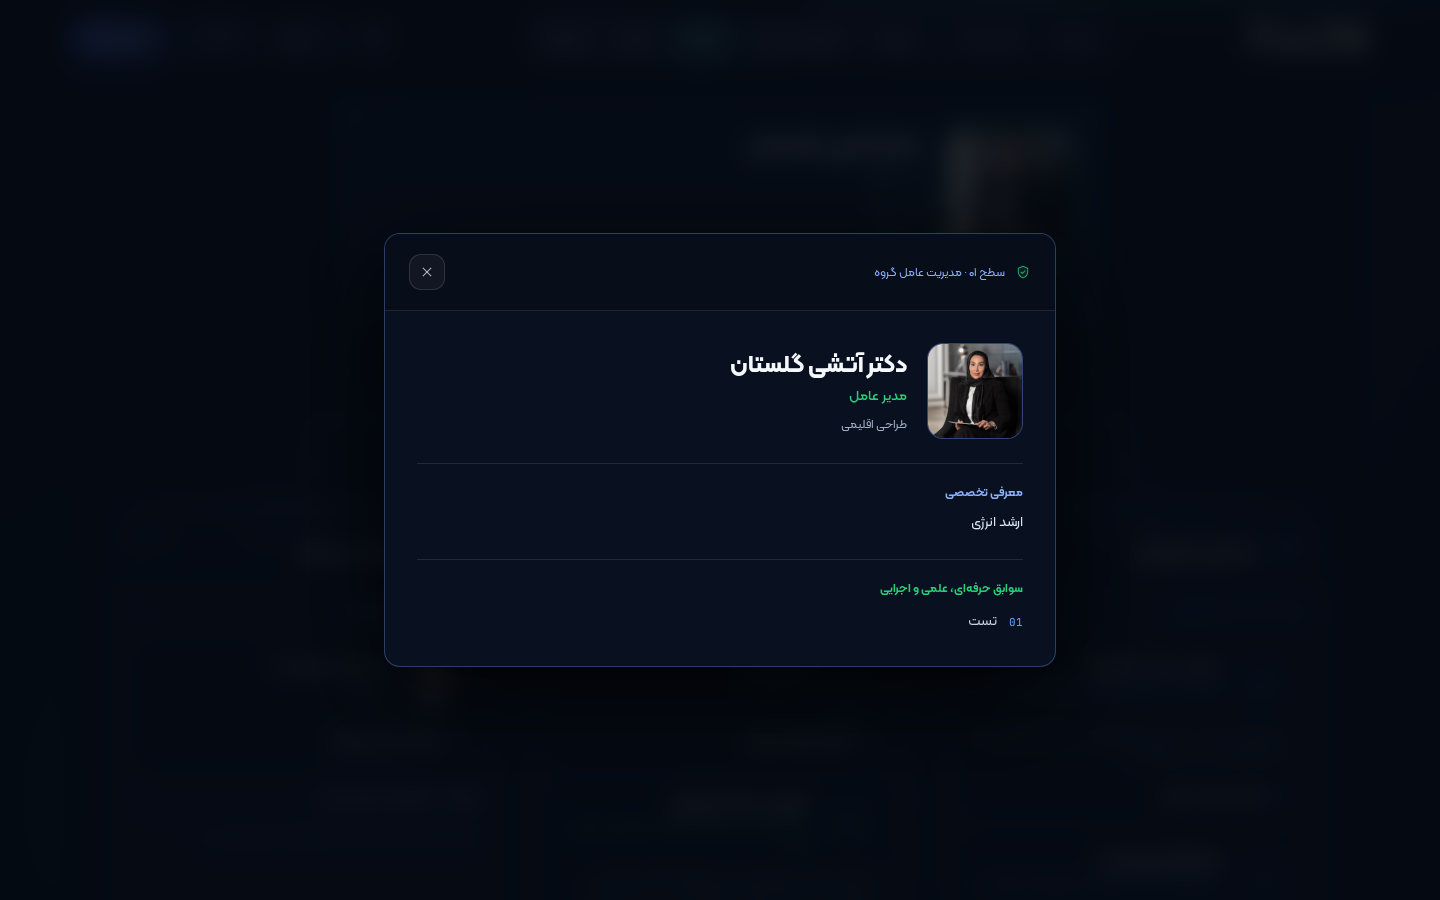 سطح ۰۱ · مدیریت عامل گروه
دکتر آتشی گلستان
مدیر عامل
طراحی اقلیمی
معرفی تخصصی
ارشد انرژی
سوابق حرفه‌ای، علمی و اجرایی
01 تست